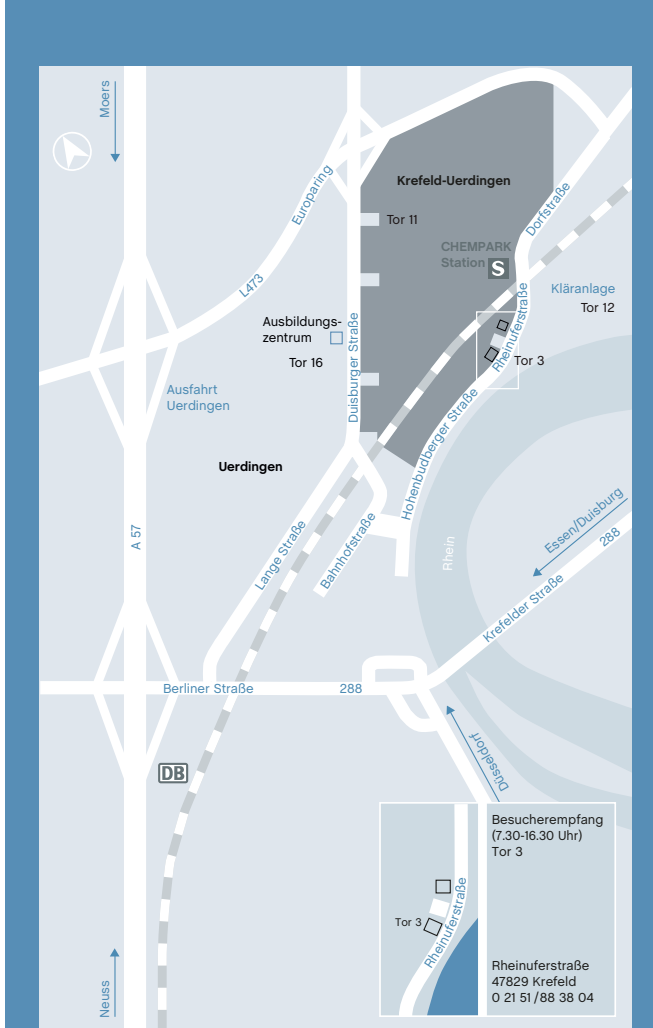 Moers
Krefeld-Uerdingen
Europaring
Dorfstraße
Tor 11
CHEMPARK
Station S
L473
Kläranlage
Tor 12
Ausbildungs-
zentrum
Duisburger Straße
Rheinuferstraße
Tor 16
Tor 3
Ausfahrt
Uerdingen
Hohenbudberger Straße
Uerdingen
A 57
Lange Straße
Bahnhofstraße
Rhein
Essen/Duisburg
288
Krefelder Straße
Berliner Straße
288
Düsseldorf
DB
Besucherempfang
(7.30-16.30 Uhr)
Tor 3
Tor 3
Rheinuferstraße
Rheinuferstraße
47829 Krefeld
0 21 51/88 38 04
Neuss